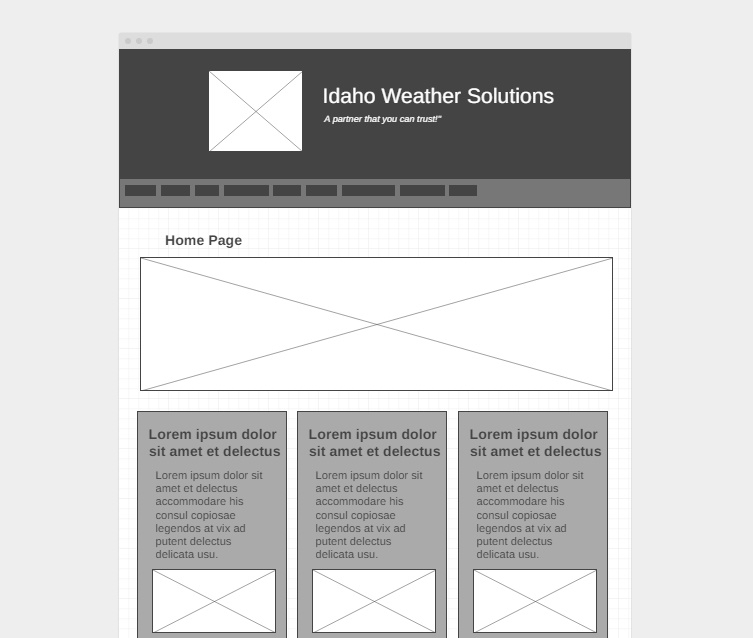 Idaho Weather Solutions
A partner that you can trust!"
Home Page
Lorem ipsum dolor
sit amet et delectus
Lorem ipsum dolor sit
amet et delectus
accommodare his
consul copiosae
legendos at vix ad
putent delectus
delicata usu.
Lorem ipsum dolor
sit amet et delectus
Lorem ipsum dolor sit
amet et delectus
accommodare his
consul copiosae
legendos at vix ad
putent delectus
delicata usu.
Lorem ipsum dolor
sit amet et delectus
Lorem ipsum dolor sit
amet et delectus
accommodare his
consul copiosae
legendos at vix ad
putent delectus
delicata usu.